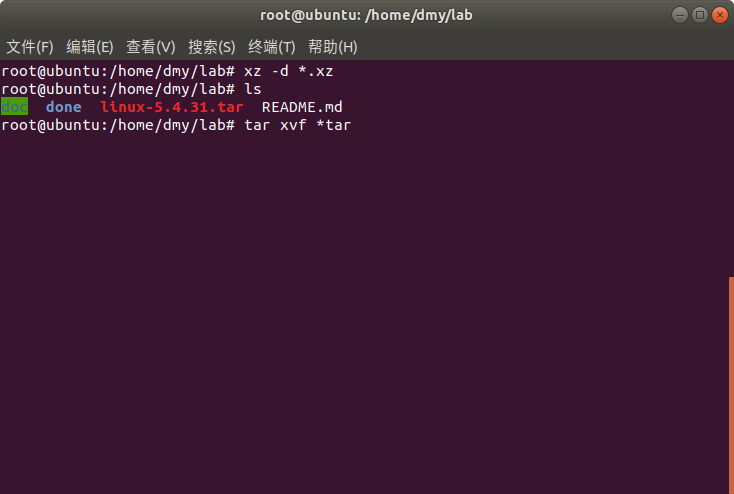 root@ubuntu: /home/dmy/lab
文件(F) 编辑(E) 查看(V) 搜索(S) 终端(T) 帮助(H)
root@ubuntu:/home/dmy/lab# xz -d *.xz
root@ubuntu:/home/dmy/lab# ls
doc  done  linux-5.4.31.tar  README.md
root@ubuntu:/home/dmy/lab# tar xvf *tar